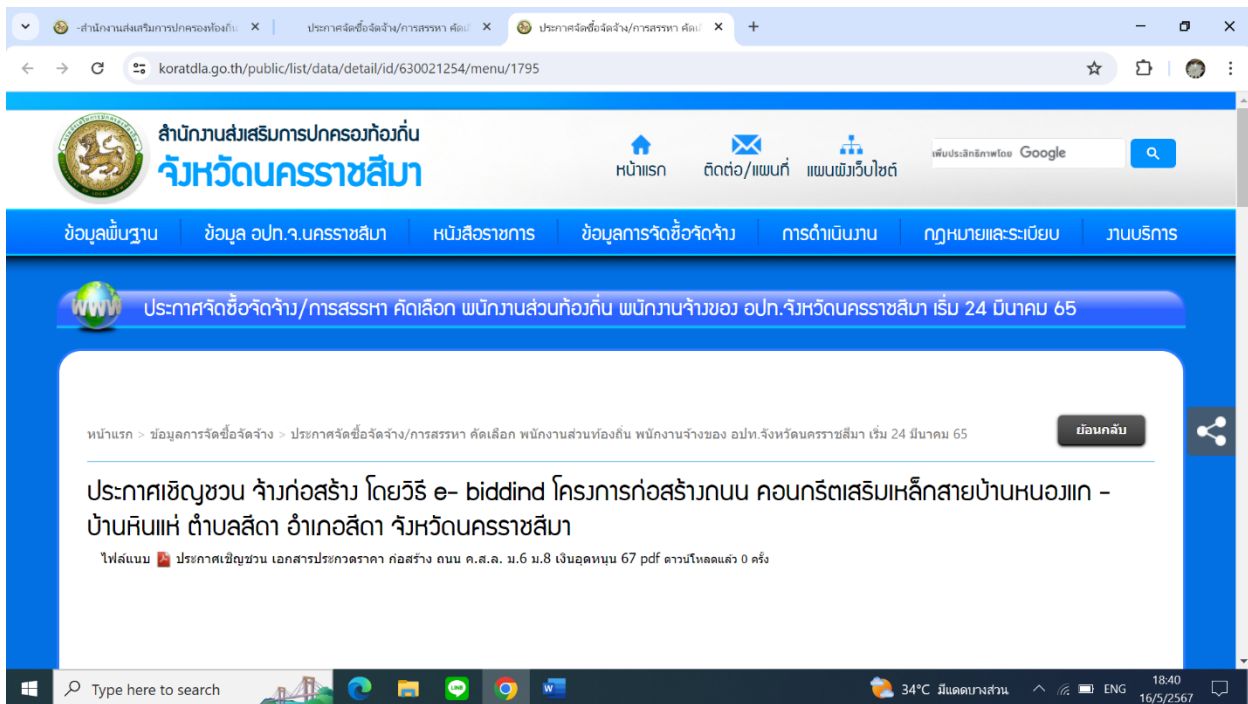 -สำนักงานส่งเสริมการปกครองท้องถิ่น
ประกาศจัดซื้อจัดจ้าง/การสรรหา คัดเ
ประกาศจัดซื้อจัดจ้าง/การสรรหา คัดเ
koratdla.go.th/public/list/data/detail/id/630021254/menu/1795
สำนักงานส่งเสริมการปกครองท้องถิ่น
จังหวัดนครราชสีมา
หน้าแรก
ติดต่อ/แผนที่
แผนผังเว็บไซต์
เพิ่มประสิทธิภาพโดย Google
ข้อมูลพื้นฐาน
ข้อมูล อปท.จ.นครราชสีมา
หนังสือราชการ
ข้อมูลการจัดซื้อจัดจ้าง
การดำเนินงาน
กฎหมายและระเบียบ
งานบริการ
www
ประกาศจัดซื้อจัดจ้าง/การสรรหา คัดเลือก พนักงานส่วนท้องถิ่น พนักงานจ้างของ อปท.จังหวัดนครราชสีมา เริ่ม 24 มีนาคม 65
หน้าแรก > ข้อมูลการจัดซื้อจัดจ้าง > ประกาศจัดซื้อจัดจ้าง/การสรรหา คัดเลือก พนักงานส่วนท้องถิ่น พนักงานจ้างของ อปท.จังหวัดนครราชสีมา เริ่ม 24 มีนาคม 65
ย้อนกลับ
ประกาศเชิญชวน จ้างก่อสร้าง โดยวิธี e- biddind โครงการก่อสร้างถนน คอนกรีตเสริมเหล็กสายบ้านหนองแก -
บ้านหินแห่ ตำบลสีดา อำเภอสีดา จังหวัดนครราชสีมา
ไฟล์แนบ ประกาศเชิญชวน เอกสารประกวดราคา ก่อสร้าง ถนน ค.ส.ล. ม.6 ม.8 เงินอุดหนุน 67 pdf ดาวน์โหลดแล้ว 0 ครั้ง
Type here to search
34°C มีแดดบางส่วน
ENG
18:40
16/5/2567